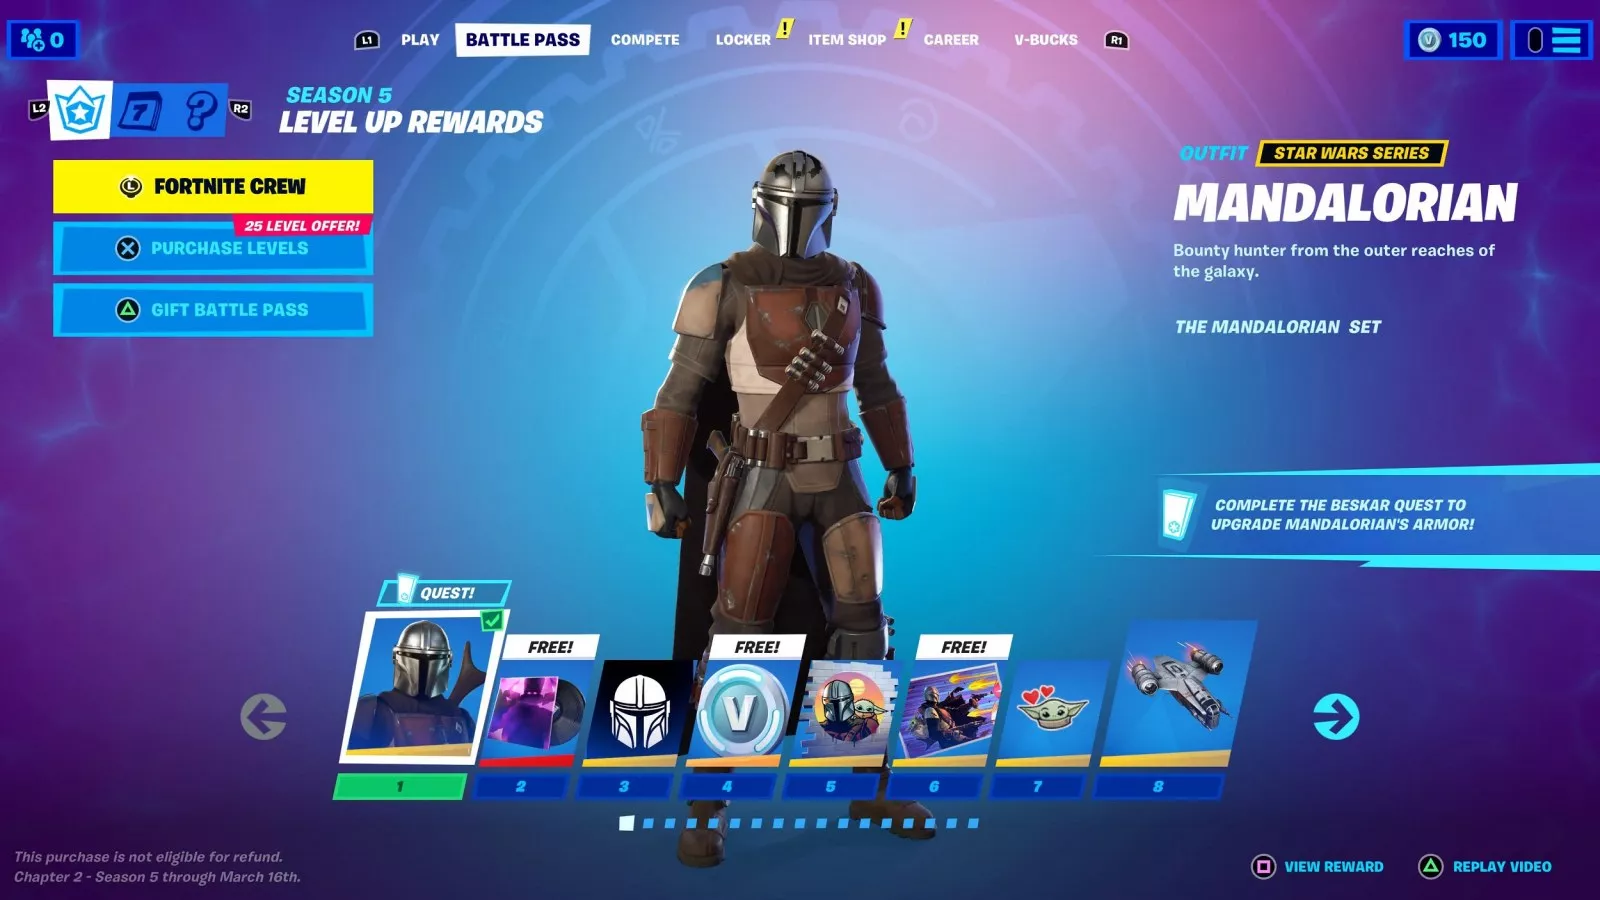 0
L1
PLAY
BATTLE PASS
COMPETE
LOCKER
!
ITEM SHOP
!
CAREER
V-BUCKS
R1
V
150
L2
7
?
R2
SEASON 5
LEVEL UP REWARDS
L
FORTNITE CREW
25 LEVEL OFFER!
PURCHASE LEVELS
GIFT BATTLE PASS
OUTFIT
STAR WARS SERIES
MANDALORIAN
Bounty hunter from the outer reaches of
the galaxy.
THE MANDALORIAN SET
COMPLETE THE BESKAR QUEST TO
UPGRADE MANDALORIAN'S ARMOR!
QUEST!
FREE!
FREE!
FREE!
V
1
2
3
4
5
6
7
8
This purchase is not eligible for refund.
Chapter 2 - Season 5 through March 16th.
VIEW REWARD
REPLAY VIDEO